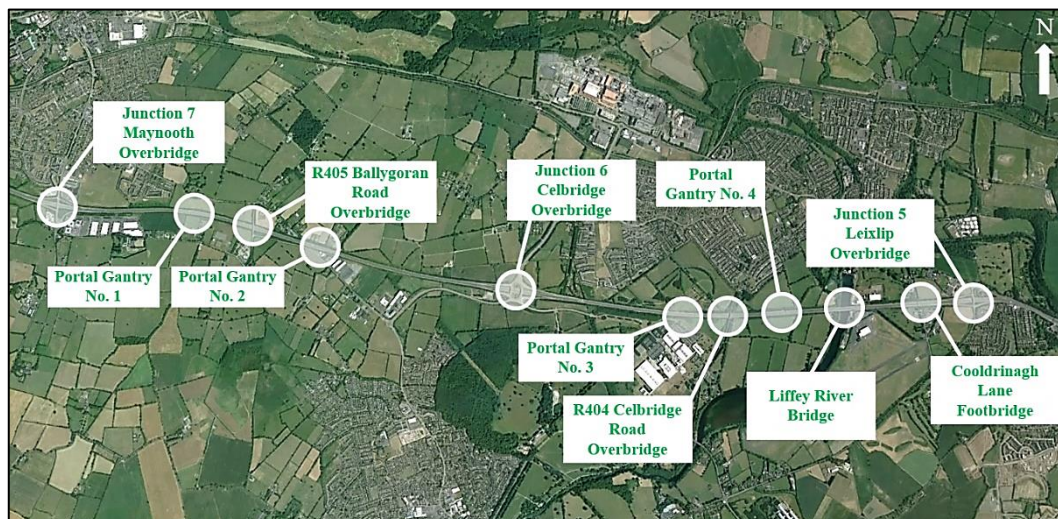 N
Junction 7
Maynooth
Overbridge
R405 Ballygoran
Road
Overbridge
Junction 6
Celbridge
Overbridge
Portal
Gantry No. 4
Junction 5
Leixlip
Overbridge
Portal Gantry
No. 1
Portal Gantry
No. 2
Portal Gantry
No. 3
R404 Celbridge
Road
Overbridge
Liffey River
Bridge
Cooldrinagh
Lane
Footbridge